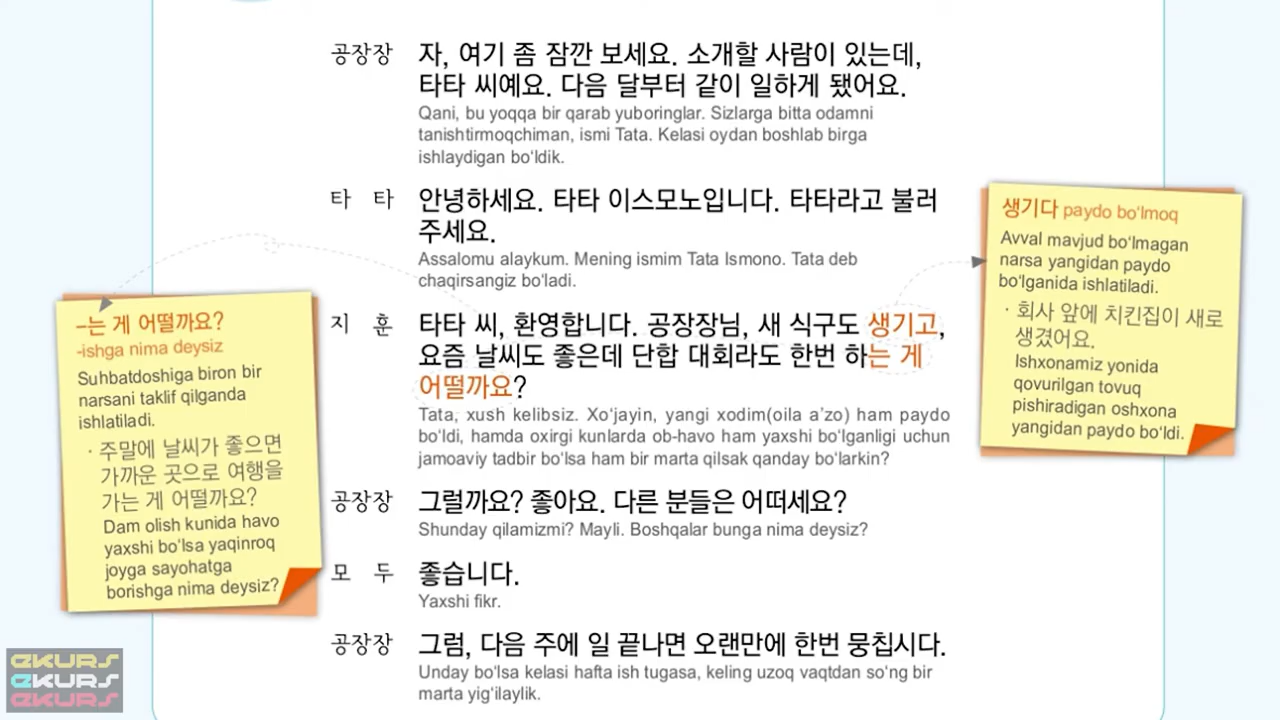 공장장 자, 여기 좀 잠깐 보세요. 소개할 사람이 있는데,
타타 씨예요. 다음 달부터 같이 일하게 됐어요.
Qani, bu yoqqa bir qarab yuboringlar. Sizlarga bitta odamni
tanishtirmoqchiman, ismi Tata. Kelasi oydan boshlab birga
ishlaydigan bo‘ldik.
타 타 안녕하세요. 타타 이스모노입니다. 타타라고 불러
주세요.
Assalomu alaykum. Mening ismim Tata Ismono. Tata deb
chaqirsangiz bo‘ladi.
지 훈 타타 씨, 환영합니다. 공장장님, 새 식구도 생기고,
요즘 날씨도 좋은데 단합 대회라도 한번 하는 게
어떨까요?
Tata, xush kelibsiz. Xo‘jayin, yangi xodim(oila a’zo) ham paydo
bo‘ldi, hamda oxirgi kunlarda ob-havo ham yaxshi bo‘lganligi uchun
jamoaviy tadbir bo‘lsa ham bir marta qilsak qanday bo‘larkin?
공장장 그럴까요? 좋아요. 다른 분들은 어떠세요?
Shunday qilamizmi? Mayli. Boshqalar bunga nima deysiz?
모 두 좋습니다.
Yaxshi fikr.
공장장 그럼, 다음 주에 일 끝나면 오랜만에 한번 뭉칩시다.
Unday bo‘lsa kelasi hafta ish tugasa, keling uzoq vaqtdan so‘ng bir
marta yig‘ilaylik.
–는 게 어떨까요?
-ishga nima deysiz
Suhbatdoshiga biron bir
narsani taklif qilganda
ishlatiladi.
· 주말에 날씨가 좋으면
가까운 곳으로 여행을
가는 게 어떨까요?
Dam olish kunida havo
yaxshi bo‘lsa yaqinroq
joyga sayohatga
borishga nima deysiz?
생기다 paydo bo‘lmoq
Avval mavjud bo‘lmagan
narsa yangidan paydo
bo‘lganida ishlatiladi.
· 회사 앞에 치킨집이 새로
생겼어요.
Ishxonamiz yonida
qovurilgan tovuq
pishiradigan oshxona
yangidan paydo bo‘ldi.
EKURS
EKURS
EKURS